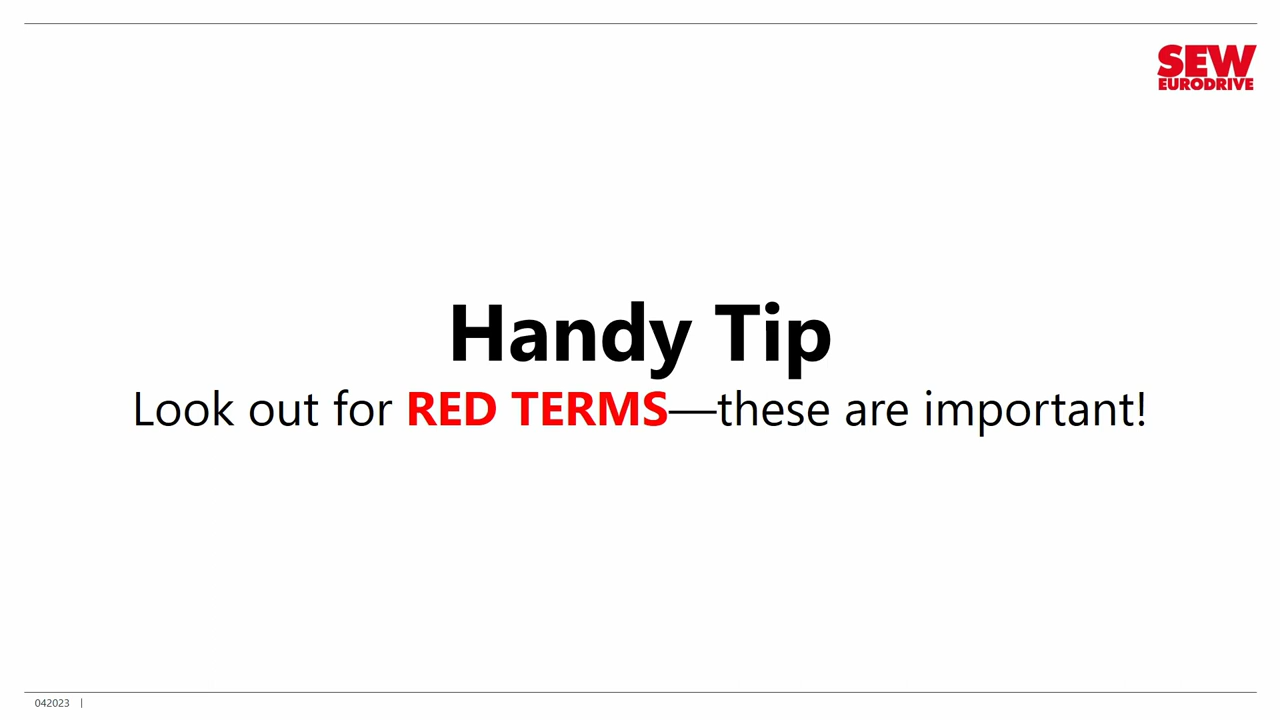 SEW
EURODRIVE
Handy Tip
Look out for RED TERMS—these are important!
042023 |